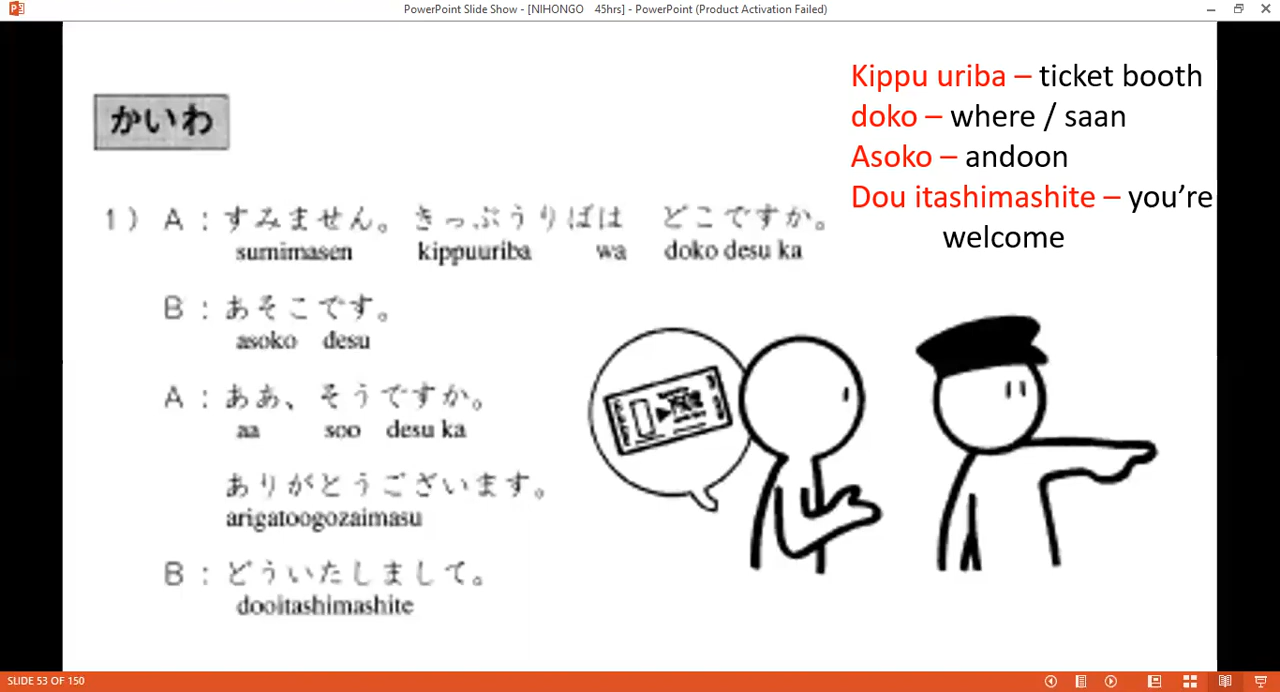 PowerPoint Slide Show - [NIHONGO 45hrs] - PowerPoint (Product Activation Failed)
かいわ
Kippu uriba – ticket booth
doko – where / saan
Asoko – andoon
Dou itashimashite – you’re
welcome
1) A：すみません。 きっぷうりばは どこですか。
sumimasen kippuuriba wa doko desu ka
B：あそこです。
asoko desu
A：ああ、そうですか。
aa soo desu ka
ありがとうございます。
arigatoogozaimasu
B：どういたしまして。
dooitashimashite
SLIDE 53 OF 150